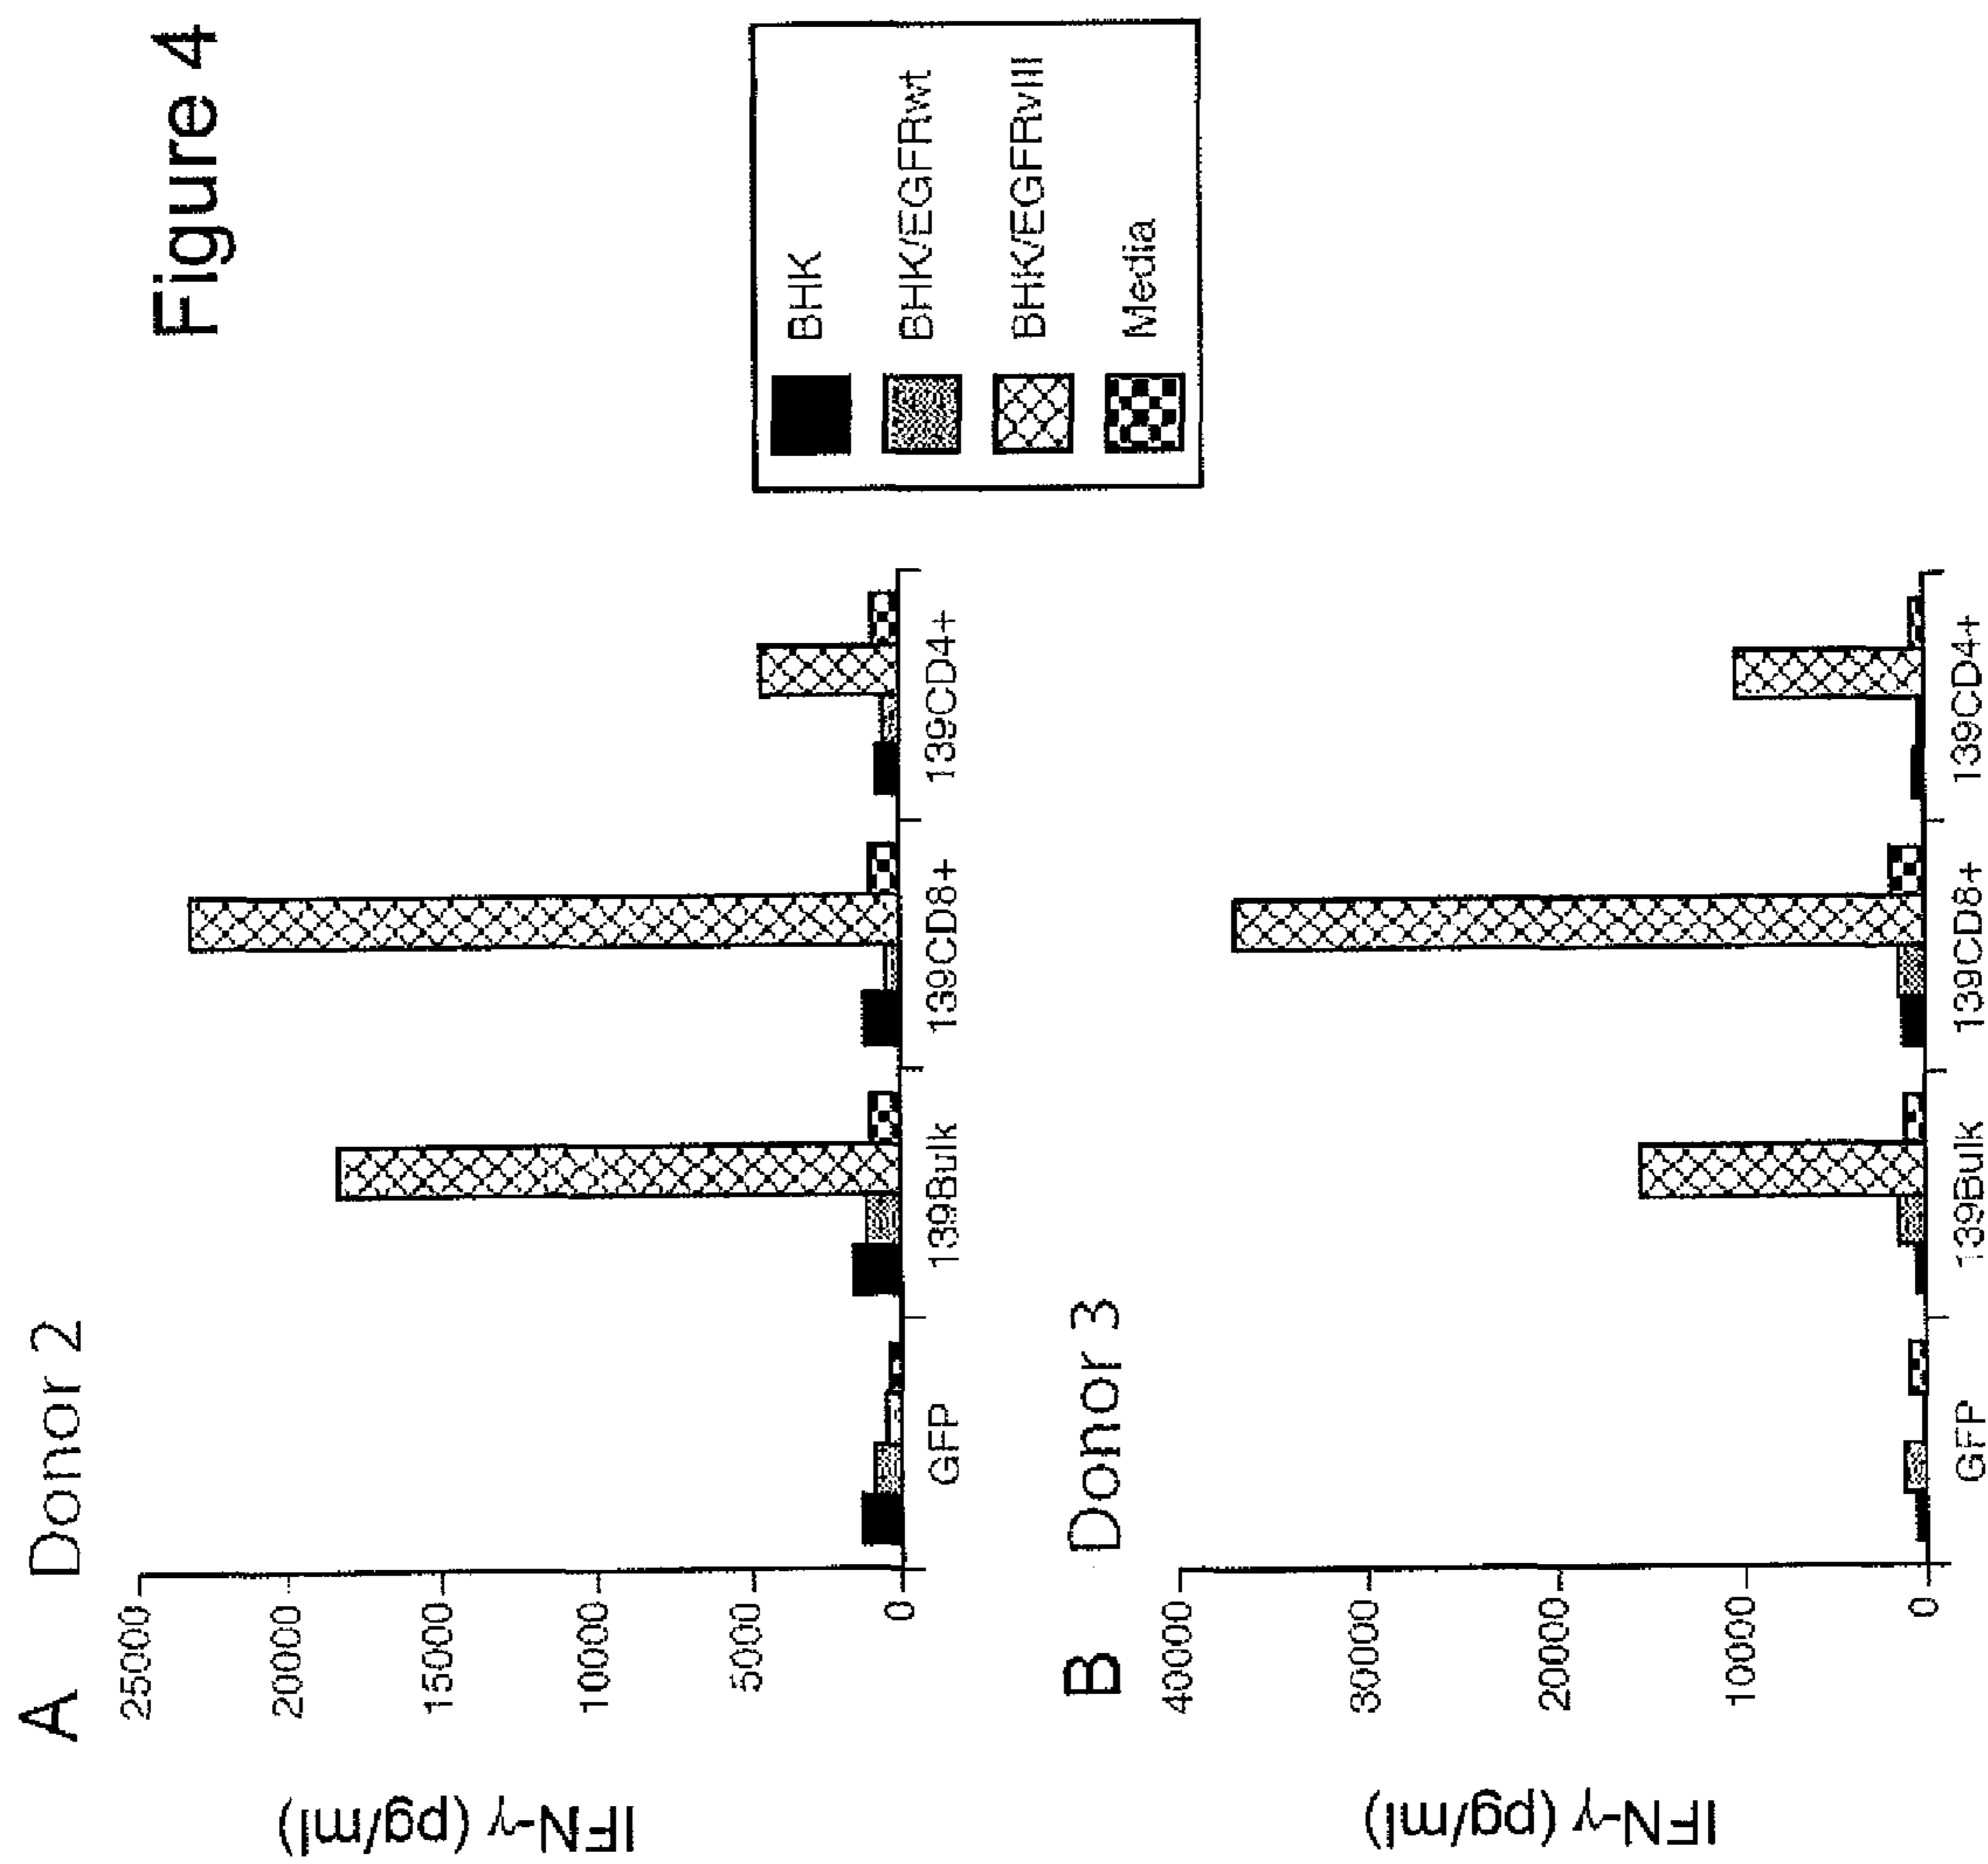 Figure 4
A Donor 2
IFN-γ (pg/ml)
25000
20000
15000
10000
5000
0
GFP
139Bulk
139CD8+
139CD4+
BHK
BHK/EGFRwt
BHK/EGFRvIII
Media
B Donor 3
IFN-γ (pg/ml)
40000
30000
20000
10000
0
GFP
139Bulk
139CD8+
139CD4+